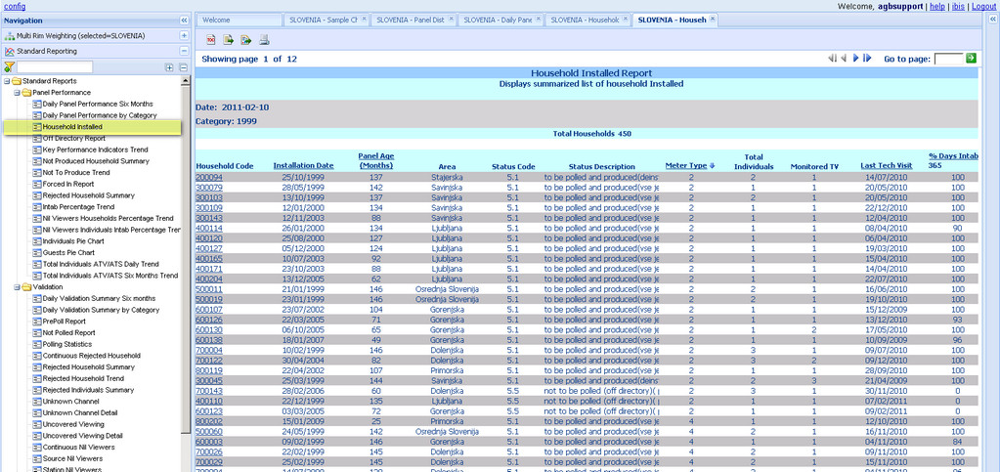 config
Welcome, agbsupport | help | ibis | Logout
Navigation
Multi Rim Weighting (selected=SLOVENIA)
Standard Reporting
Standard Reports
Panel Performance
Daily Panel Performance Six Months
Daily Panel Performance by Category
Household Installed
Off Directory Report
Key Performance Indicators Trend
Not Produced Household Summary
Not To Produce Trend
Forced In Report
Rejected Household Summary
Intab Percentage Trend
Nil Viewers Households Percentage Trend
Nil Viewers Individuals Intab Percentage Tren
Individuals Pie Chart
Guests Pie Chart
Total Individuals ATV/ATS Daily Trend
Total Individuals ATV/ATS Six Months Trend
Validation
Daily Validation Summary Six months
Daily Validation Summary by Category
PrePoll Report
Not Polled Report
Polling Statistics
Continuous Rejected Household
Rejected Household Summary
Rejected Household Trend
Rejected Individuals Summary
Unknown Channel
Unknown Channel Detail
Uncovered Viewing
Uncovered Viewing Detail
Continuous Nil Viewers
Source Nil Viewers
Station Nil Viewers
Welcome
SLOVENIA - Sample Ch
SLOVENIA - Panel Dist
SLOVENIA - Daily Pane
SLOVENIA - Househok
SLOVENIA - Househ
Showing page 1 of 12
Go to page:
Household Installed Report
Displays summarized list of household Installed
Date: 2011-02-10
Category: 1999
Total Households 450
Household Code Installation Date Panel Age (Months) Area Status Code Status Description Meter Type Total Individuals Monitored TV Last Tech Visit % Days Intab 365
200094 25/10/1999 137 Stajerska 5.1 to be polled and produced(deins 2 2 1 14/07/2010 100
300079 28/05/1999 142 Savinjska 5.1 to be polled and produced(vse je 2 1 1 20/05/2010 100
300103 13/10/1999 137 Savinjska 5.1 to be polled and produced(vse je 2 2 1 20/05/2010 100
300109 12/01/2000 134 Savinjska 5.1 to be polled and produced(vse je 2 1 1 22/12/2010 100
300143 12/11/2003 88 Savinjska 5.1 to be polled and produced(vse je 2 1 1 12/04/2010 100
400114 26/01/2000 134 Ljubljana 5.1 to be polled and produced(vse je 2 1 1 08/04/2010 90
400120 25/08/2000 127 Ljubljana 5.1 to be polled and produced(vse je 2 1 1 06/04/2010 100
400127 05/12/2000 124 Ljubljana 5.1 to be polled and produced(vse je 2 1 1 19/03/2010 100
400165 10/07/2003 92 Ljubljana 5.1 to be polled and produced(vse je 2 1 1 15/04/2010 100
400171 23/10/2003 88 Ljubljana 5.1 to be polled and produced(vse je 2 1 1 14/04/2010 100
400204 13/12/2005 62 Ljubljana 5.1 to be polled and produced(vse je 2 1 1 22/07/2010 100
500011 21/01/1999 146 Osrednja Slovenija 5.1 to be polled and produced(vse je 2 2 1 16/06/2010 100
500019 23/01/1999 146 Osrednja Slovenija 5.1 to be polled and produced(vse je 2 2 1 19/10/2010 100
600107 23/07/2002 104 Gorenjska 5.1 to be polled and produced(vse je 2 1 1 15/12/2009 100
600126 22/03/2005 71 Gorenjska 5.1 to be polled and produced(vse je 2 1 1 13/12/2010 93
600130 06/10/2005 65 Gorenjska 5.1 to be polled and produced(vse je 2 1 2 17/05/2010 100
600138 18/01/2007 49 Gorenjska 5.1 to be polled and produced(vse je 2 1 1 10/09/2009 96
700004 10/02/1999 146 Dolenjska 5.1 to be polled and produced(vse je 2 3 1 09/07/2010 100
700122 30/04/2004 82 Dolenjska 5.1 to be polled and produced(vse je 2 3 2 09/12/2010 100
800119 22/04/2002 107 Primorska 5.1 to be polled and produced(vse je 2 1 1 28/09/2010 100
300045 25/03/1999 144 Savinjska 5.1 to be polled and produced(deins 2 2 3 21/04/2009 100
700143 28/02/2006 60 Dolenjska 5.5 not to be polled (off directory)( p 2 3 1 30/11/2010 0
400110 22/12/1999 135 Ljubljana 5.5 not to be polled (off directory)( p 2 1 1 07/02/2011 0
600123 03/03/2005 72 Gorenjska 5.5 not to be polled (off directory)( p 2 1 1 07/02/2011 0
800202 15/01/2009 25 Primorska 5.1 to be polled and produced(vse je 4 1 1 12/10/2010 100
500060 24/05/1999 142 Osrednja Slovenija 5.1 to be polled and produced(vse je 4 2 1 16/11/2010 100
600003 09/02/1999 146 Gorenjska 5.1 to be polled and produced(vse je 4 1 1 04/11/2010 84
700026 22/02/1999 145 Dolenjska 5.1 to be polled and produced(vse je 4 2 1 09/11/2010 100
700029 25/02/1999 145 Dolenjska 5.1 to be polled and produced(vse je 4 2 1 15/11/2010 100